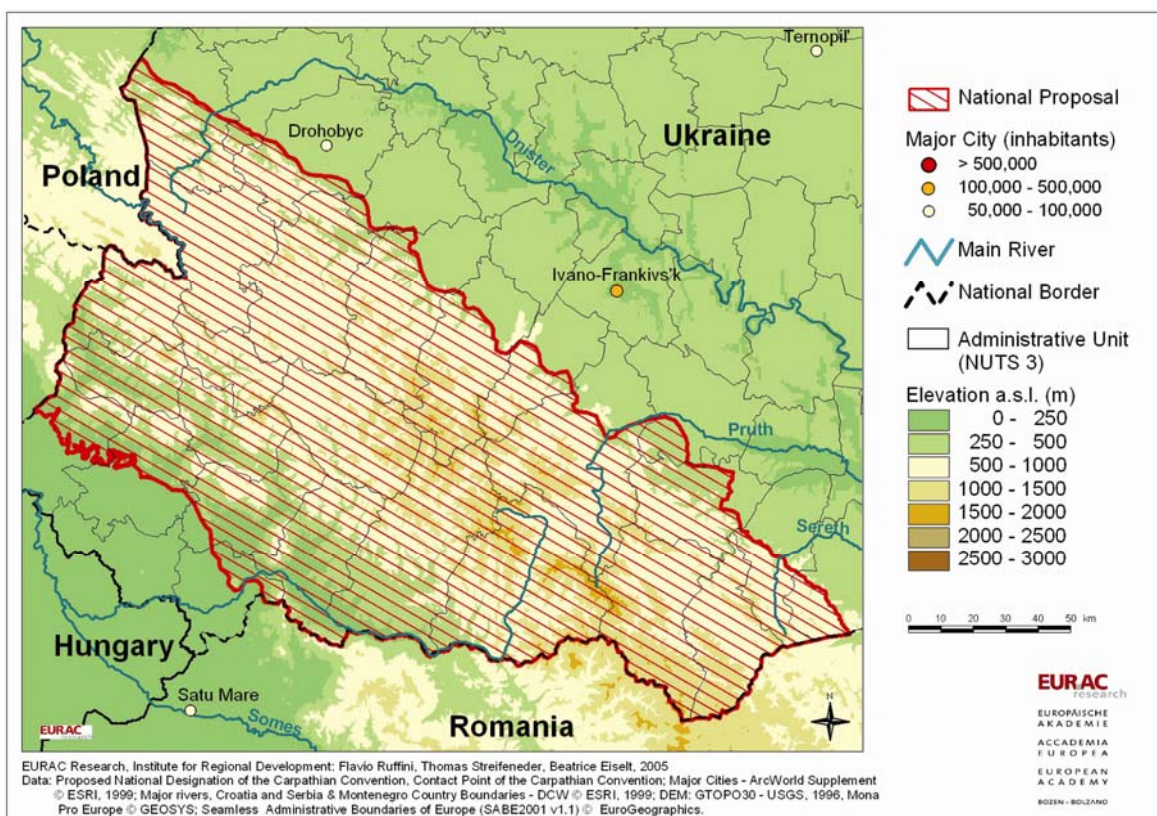 Ternopil'
Drohobyc
Dnister
Ukraine
Poland
Ivano-Frankivs'k
Pruth
Sereth
Hungary
Satu Mare
Somes
Romania
N
EURAC
research
National Proposal
Major City (inhabitants)
> 500,000
100,000 - 500,000
50,000 - 100,000
Main River
National Border
Administrative Unit
(NUTS 3)
Elevation a.s.l. (m)
0 - 250
250 - 500
500 - 1000
1000 - 1500
1500 - 2000
2000 - 2500
2500 - 3000
0 10 20 30 40 50 km
EURAC
research
EUROPÄISCHE
AKADEMIE
ACCADEMIA
EUROPEA
EUROPEAN
ACADEMY
BOZEN - BOLZANO
EURAC Research, Institute for Regional Development: Flavio Ruffini, Thomas Streifeneder, Beatrice Eiselt, 2005
Data: Proposed National Designation of the Carpathian Convention, Contact Point of the Carpathian Convention; Major Cities - ArcWorld Supplement
© ESRI, 1999; Major rivers, Croatia and Serbia & Montenegro Country Boundaries - DCW © ESRI, 1999; DEM: GTOPO30 - USGS, 1996, Mona
Pro Europe © GEOSYS; Seamless Administrative Boundaries of Europe (SABE2001 v1.1) © EuroGeographics.